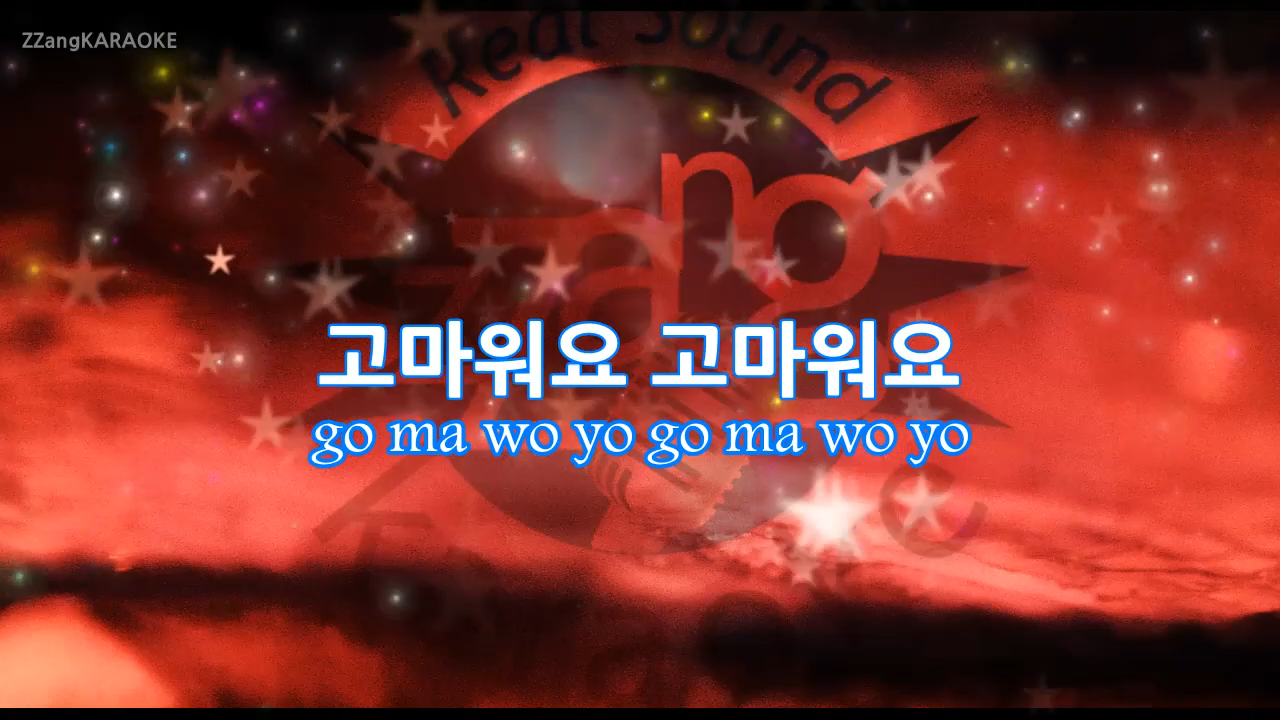 ZZangKARAOKE
Real Sound
zang
고마워요 고마워요
go ma wo yo go ma wo yo